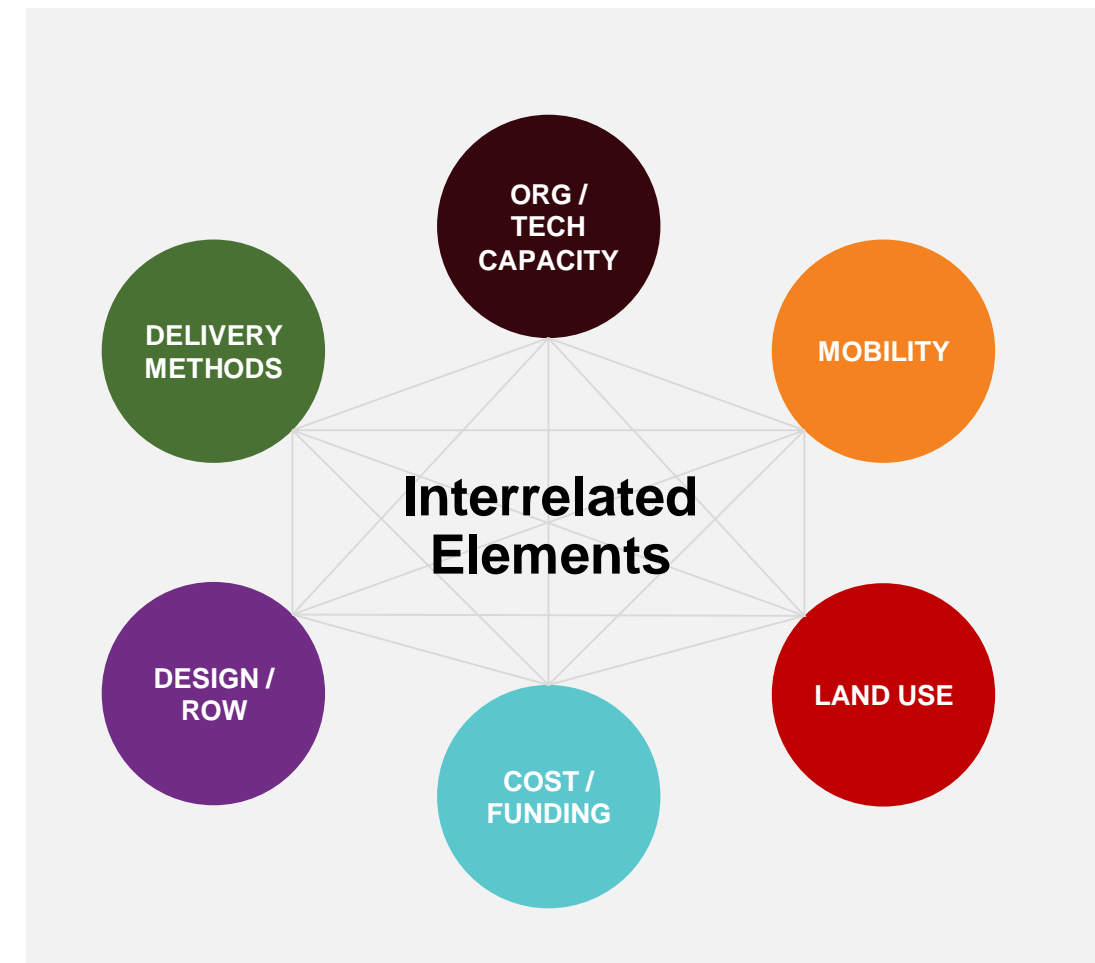 ORG /
TECH
CAPACITY
DELIVERY
METHODS
MOBILITY
Interrelated
Elements
DESIGN /
ROW
LAND USE
COST /
FUNDING